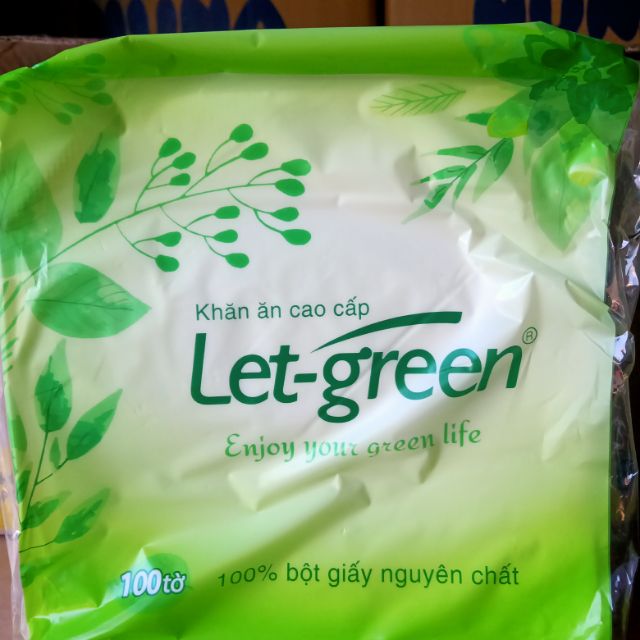 Khăn ăn cao cấp
Let-green®
Enjoy your green life
100tờ
100% bột giấy nguyên chất